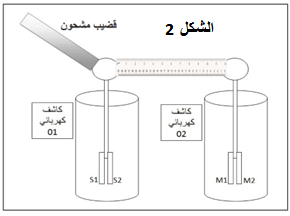 الشكل 2
قضيب مشحون
كاشف
كهربائي
01
كاشف
كهربائي
02
S1 S2
M1 M2